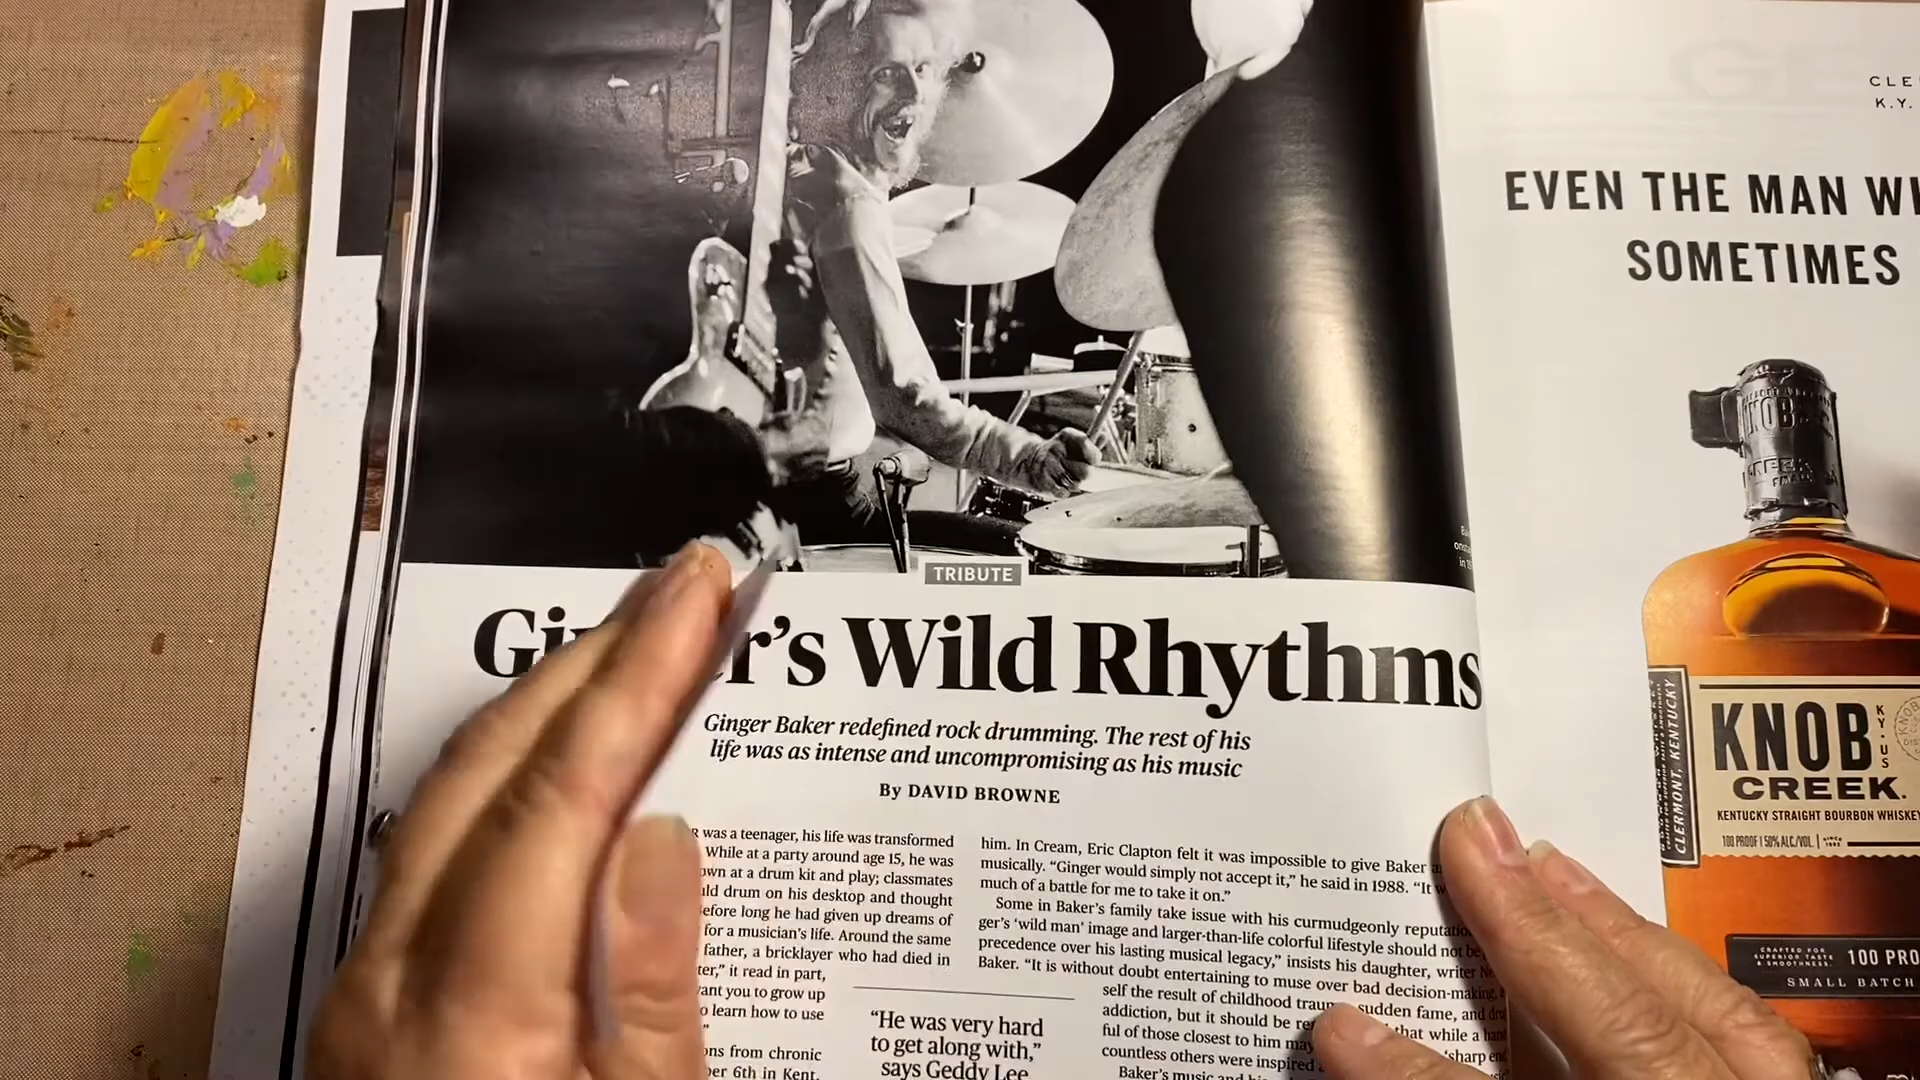 TRIBUTE
Wild Rhythms
Ginger Baker redefined rock drumming. The rest of his
life was as intense and uncompromising as his music
By DAVID BROWNE
was a teenager, his life was transformed
While at a party around age 15, he was
at a drum kit and play; classmates
drum on his desktop and thought
long he had given up dreams of
for a musician's life. Around the same
father, a bricklayer who had died in
it read in part,
you to grow up
learn how to use
from chronic
6th in Kent.
“He was very hard
to get along with,”
says Geddy Lee
him. In Cream, Eric Clapton felt it was impossible to give Baker
musically. “Ginger would simply not accept it,” he said in 1988. “It
much of a battle for me to take it on.”
Some in Baker's family take issue with his curmudgeonly
ger's ‘wild man’ image and larger-than-life colorful lifestyle should not
precedence over his lasting musical legacy,” insists his daughter, writer
Baker. “It is without doubt entertaining to muse over bad decision-making,
self the result of childhood sudden fame, and
addiction, but it should be that while a
ful of those closest to him ‘sharp
countless others were inspired
Baker's music and
CLE
K.Y.
EVEN THE MAN
SOMETIMES
KNOB
CREEK
KNOB
CREEK.
KY·US
CLERMONT, KENTUCKY
KENTUCKY STRAIGHT BOURBON WHISKEY
100 PROOF | 50% ALC/VOL.
CRAFTED FOR
SUPERIOR TASTE
& SMOOTHNESS.
100
SMALL BATCH